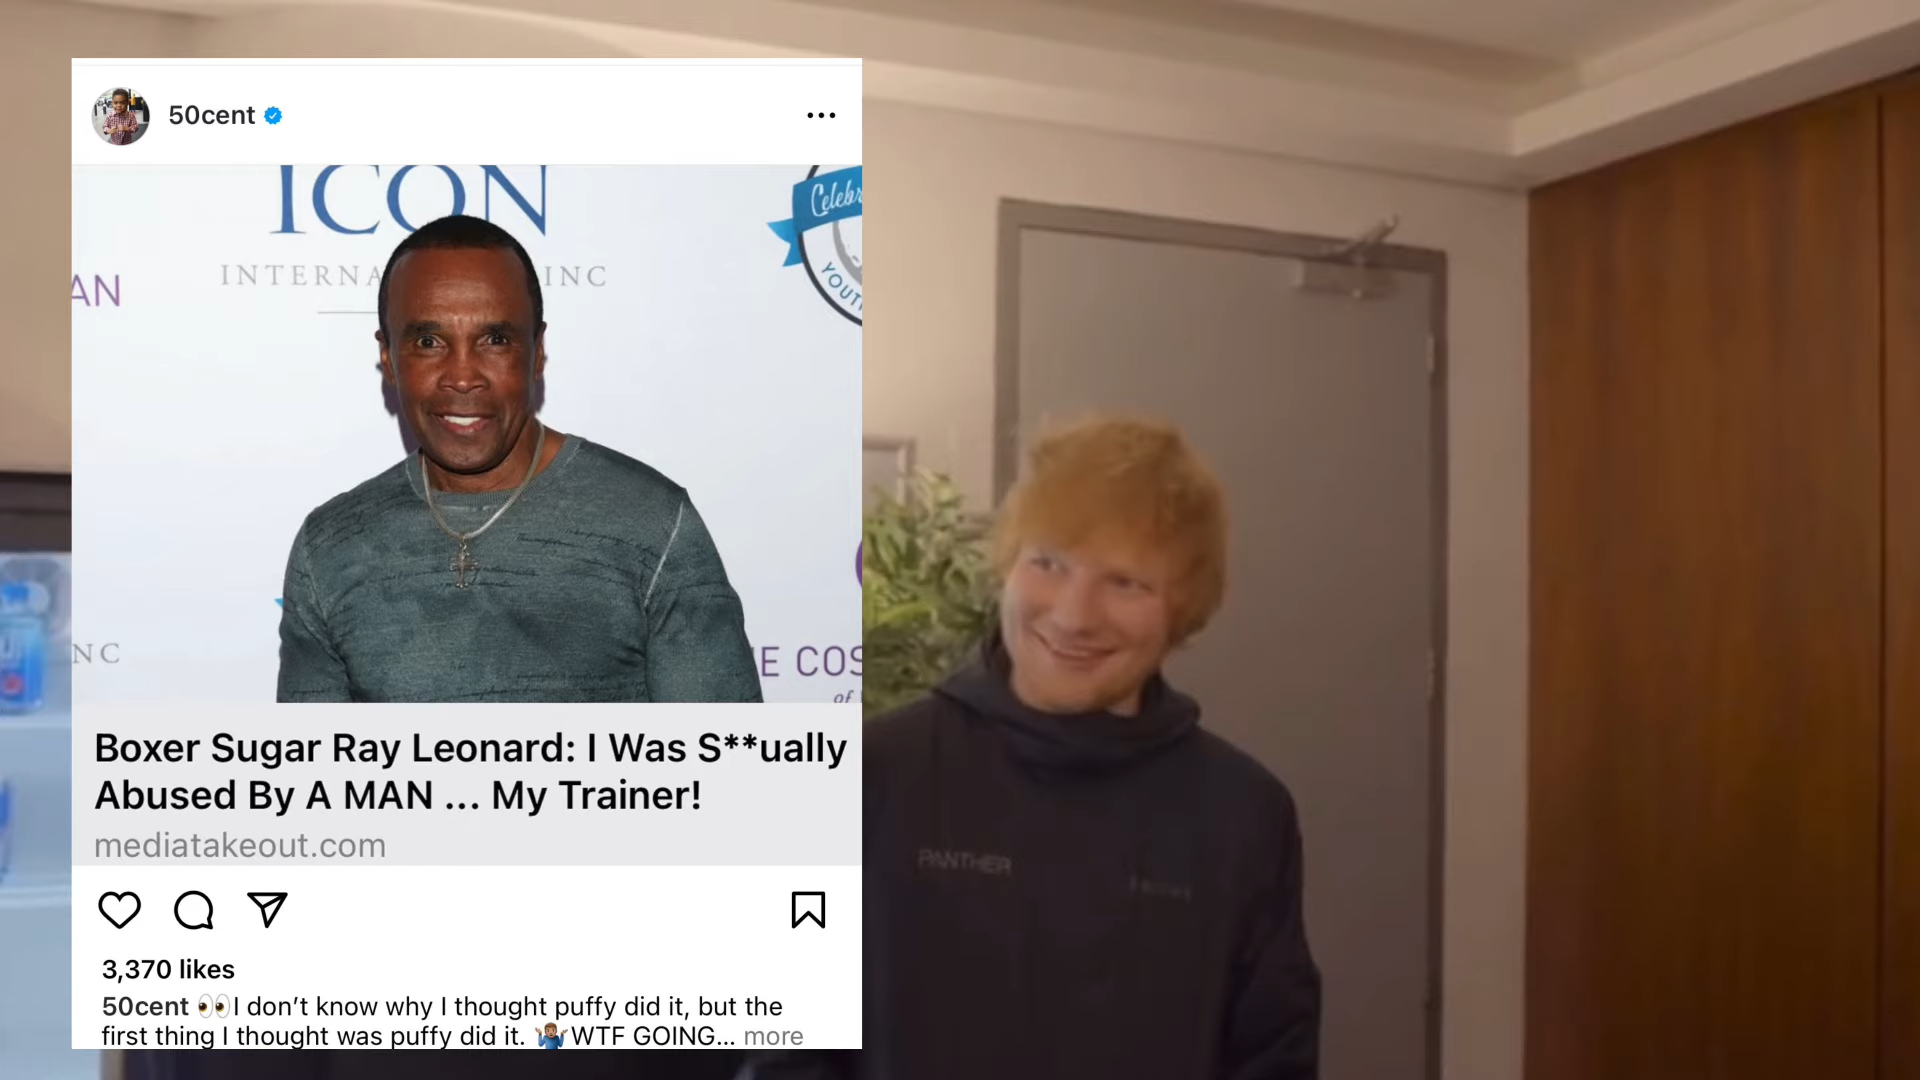 50cent
ICON
Celebr
INTERNA INC
YOUT
AN
NC
E COS
of
Boxer Sugar Ray Leonard: I Was S**ually
Abused By A MAN ... My Trainer!
mediatakeout.com
3,370 likes
50cent 👀I don’t know why I thought puffy did it, but the
first thing I thought was puffy did it. 🤷🏽‍♂️WTF GOING... more
PANTHER